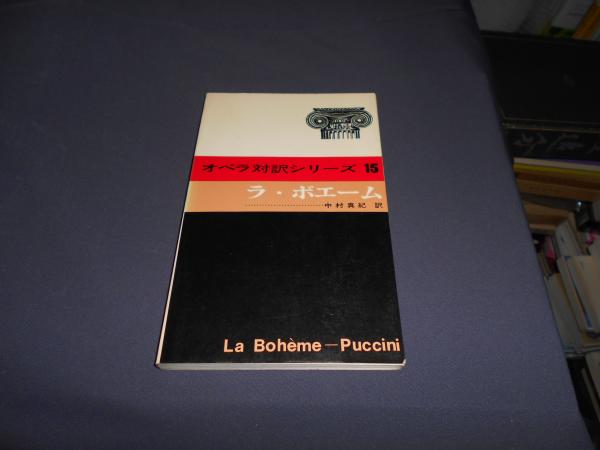 オペラ対訳シリーズ 15
ラ・ボエーム
中村真紀 訳
La Bohème—Puccini